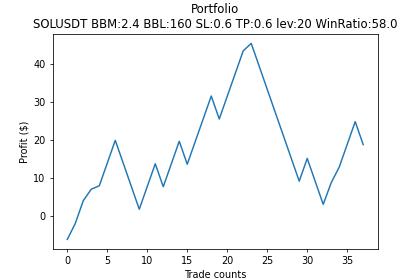 Portfolio
SOLUSDT BBM:2.4 BBL:160 SL:0.6 TP:0.6 lev:20 WinRatio:58.0
Profit ($)
40
30
20
10
0
0 5 10 15 20 25 30 35
Trade counts